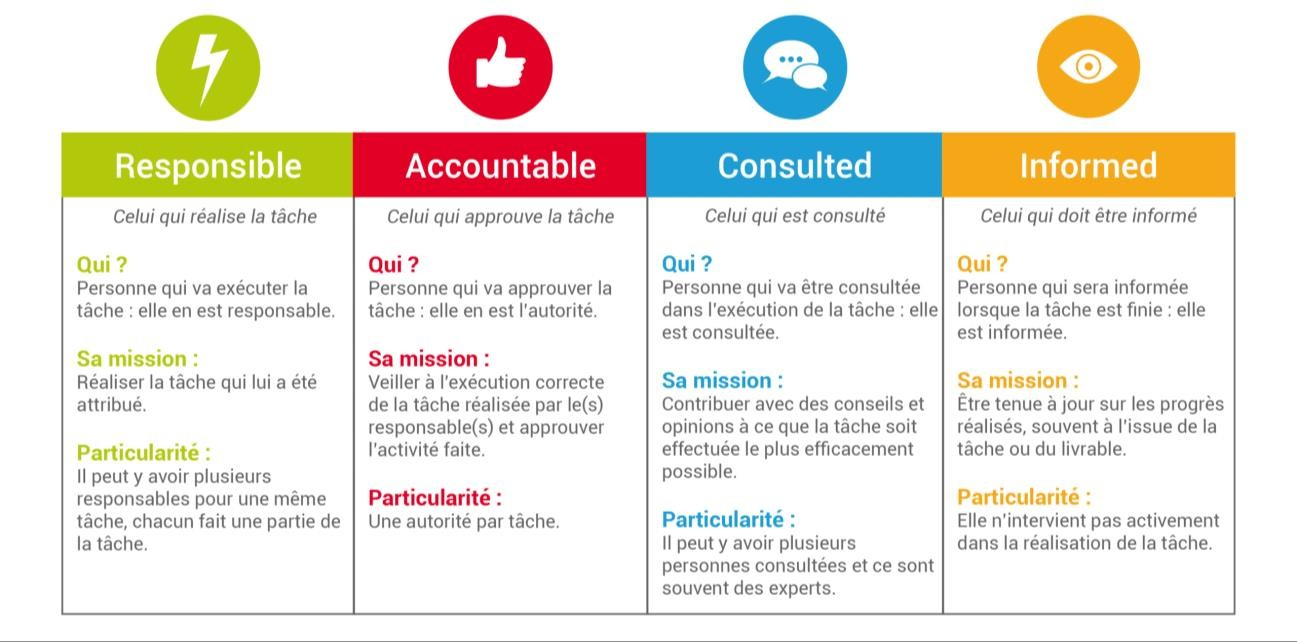 Responsible
Celui qui réalise la tâche
Qui ?
Personne qui va exécuter la
tâche : elle en est responsable.
Sa mission :
Réaliser la tâche qui lui a été
attribué.
Particularité :
Il peut y avoir plusieurs
responsables pour une même
tâche, chacun fait une partie de
la tâche.
Accountable
Celui qui approuve la tâche
Qui ?
Personne qui va approuver la
tâche : elle en est l'autorité.
Sa mission :
Veiller à l'exécution correcte
de la tâche réalisée par le(s)
responsable(s) et approuver
l'activité faite.
Particularité :
Une autorité par tâche.
Consulted
Celui qui est consulté
Qui ?
Personne qui va être consultée
dans l'exécution de la tâche : elle
est consultée.
Sa mission :
Contribuer avec des conseils et
opinions à ce que la tâche soit
effectuée le plus efficacement
possible.
Particularité :
Il peut y avoir plusieurs
personnes consultées et ce sont
souvent des experts.
Informed
Celui qui doit être informé
Qui ?
Personne qui sera informée
lorsque la tâche est finie : elle
est informée.
Sa mission :
Être tenue à jour sur les progrès
réalisés, souvent à l'issue de la
tâche ou du livrable.
Particularité :
Elle n'intervient pas activement
dans la réalisation de la tâche.